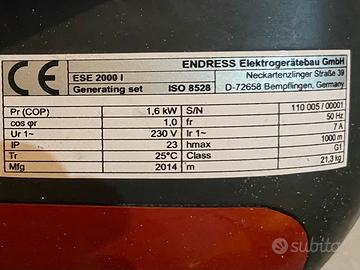 CE
ENDRESS Elektrogerätebau GmbH
Neckartenzlinger Straße 39
D-72658 Bempflingen, Germany
ESE 2000 I
Generating set ISO 8528
Pr (COP) 1,6 kW S/N 110 005 / 00001
cos φr 1,0 fr 50 Hz
Ur 1~ 230 V Ir 1~ 7 A
IP 23 hmax 1000 m
Tr 25°C Class G1
Mfg 2014 m 21,3 kg
subito